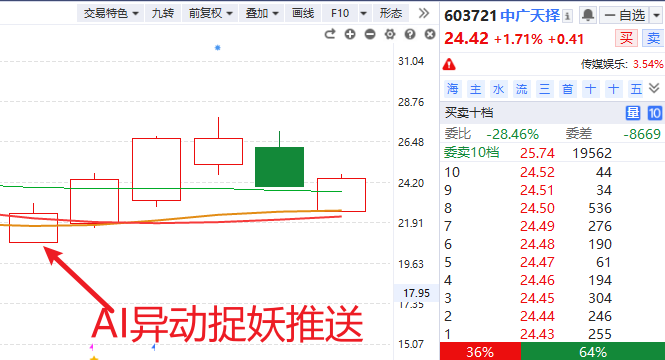 交易特色 九转 前复权 叠加 画线 F10 形态
31.04
28.76
26.48
24.20
21.91
19.63
17.95
17.35
15.07
AI异动捉妖推送
603721 中广天择
自选
24.42 +1.71% +0.41
买 卖
传媒娱乐: 3.54%
海 主 水 流 三 首 十 十 五
买卖十档 量 10
委比 -28.46% 委差 -8669
委卖10档 25.74 19562
10 24.52 44
9 24.51 34
8 24.50 536
7 24.49 276
6 24.48 190
5 24.47 61
4 24.46 194
3 24.45 304
2 24.44 246
1 24.43 255
36% 64%